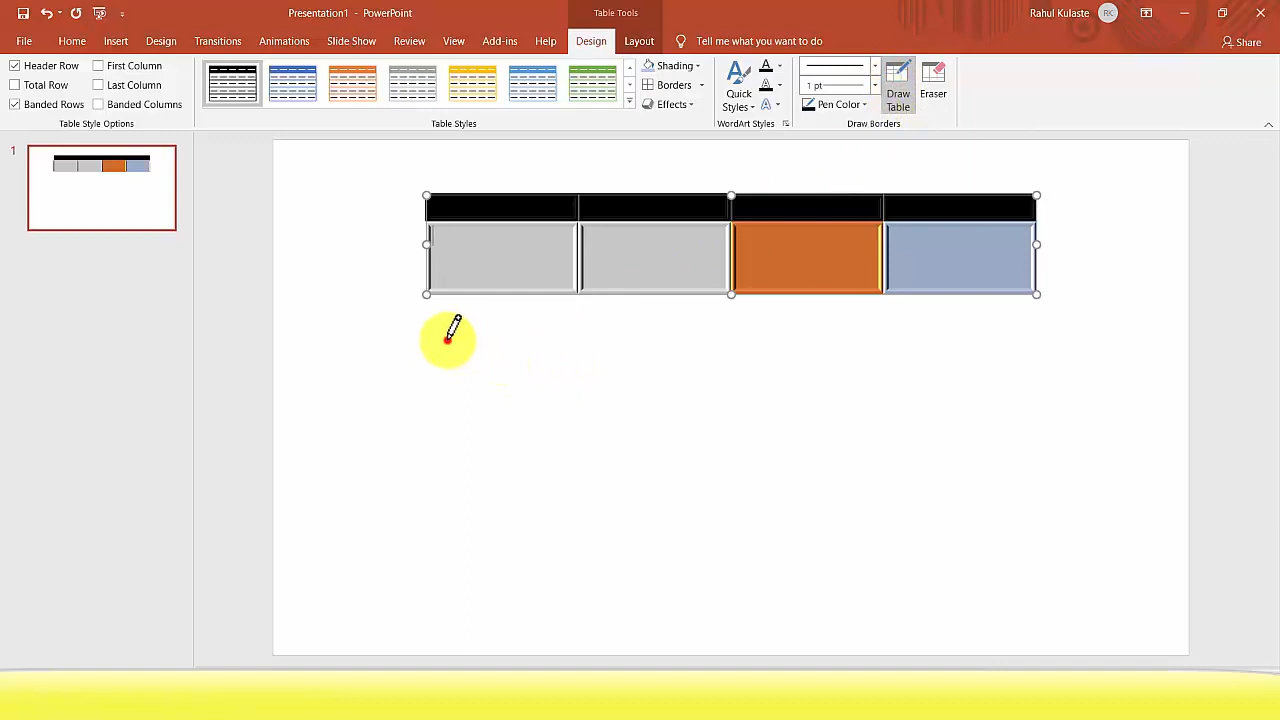 Presentation1 - PowerPoint
Table Tools
Rahul Kulaste
RK
File
Home
Insert
Design
Transitions
Animations
Slide Show
Review
View
Add-ins
Help
Design
Layout
Tell me what you want to do
Share
Header Row
First Column
Total Row
Last Column
Banded Rows
Banded Columns
Table Style Options
Table Styles
Shading
Borders
Effects
Quick
Styles
A
A
A
A
WordArt Styles
1 pt
Pen Color
Draw
Table
Eraser
Draw Borders
1